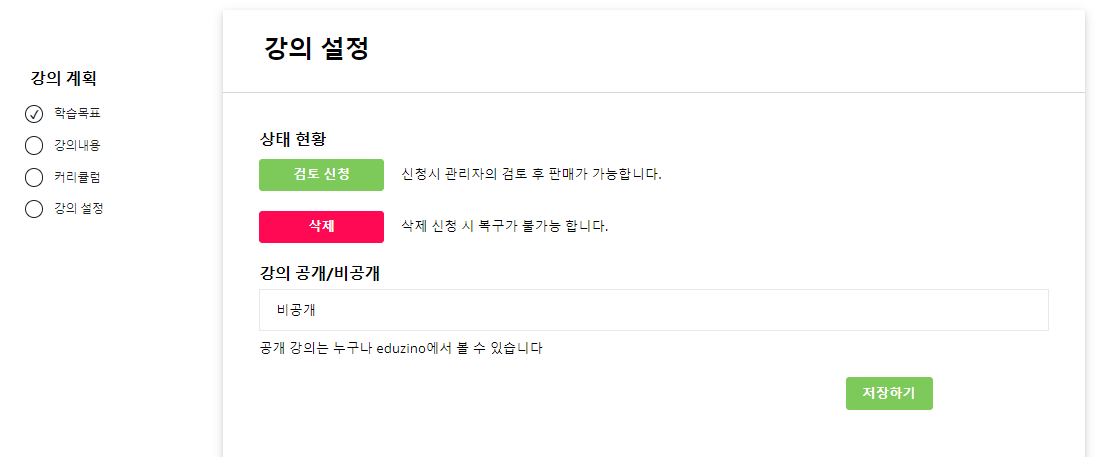 강의 계획
학습목표
강의내용
커리큘럼
강의 설정
강의 설정
상태 현황
검토 신청
신청시 관리자의 검토 후 판매가 가능합니다.
삭제
삭제 신청 시 복구가 불가능 합니다.
강의 공개/비공개
비공개
공개 강의는 누구나 eduzino에서 볼 수 있습니다
저장하기